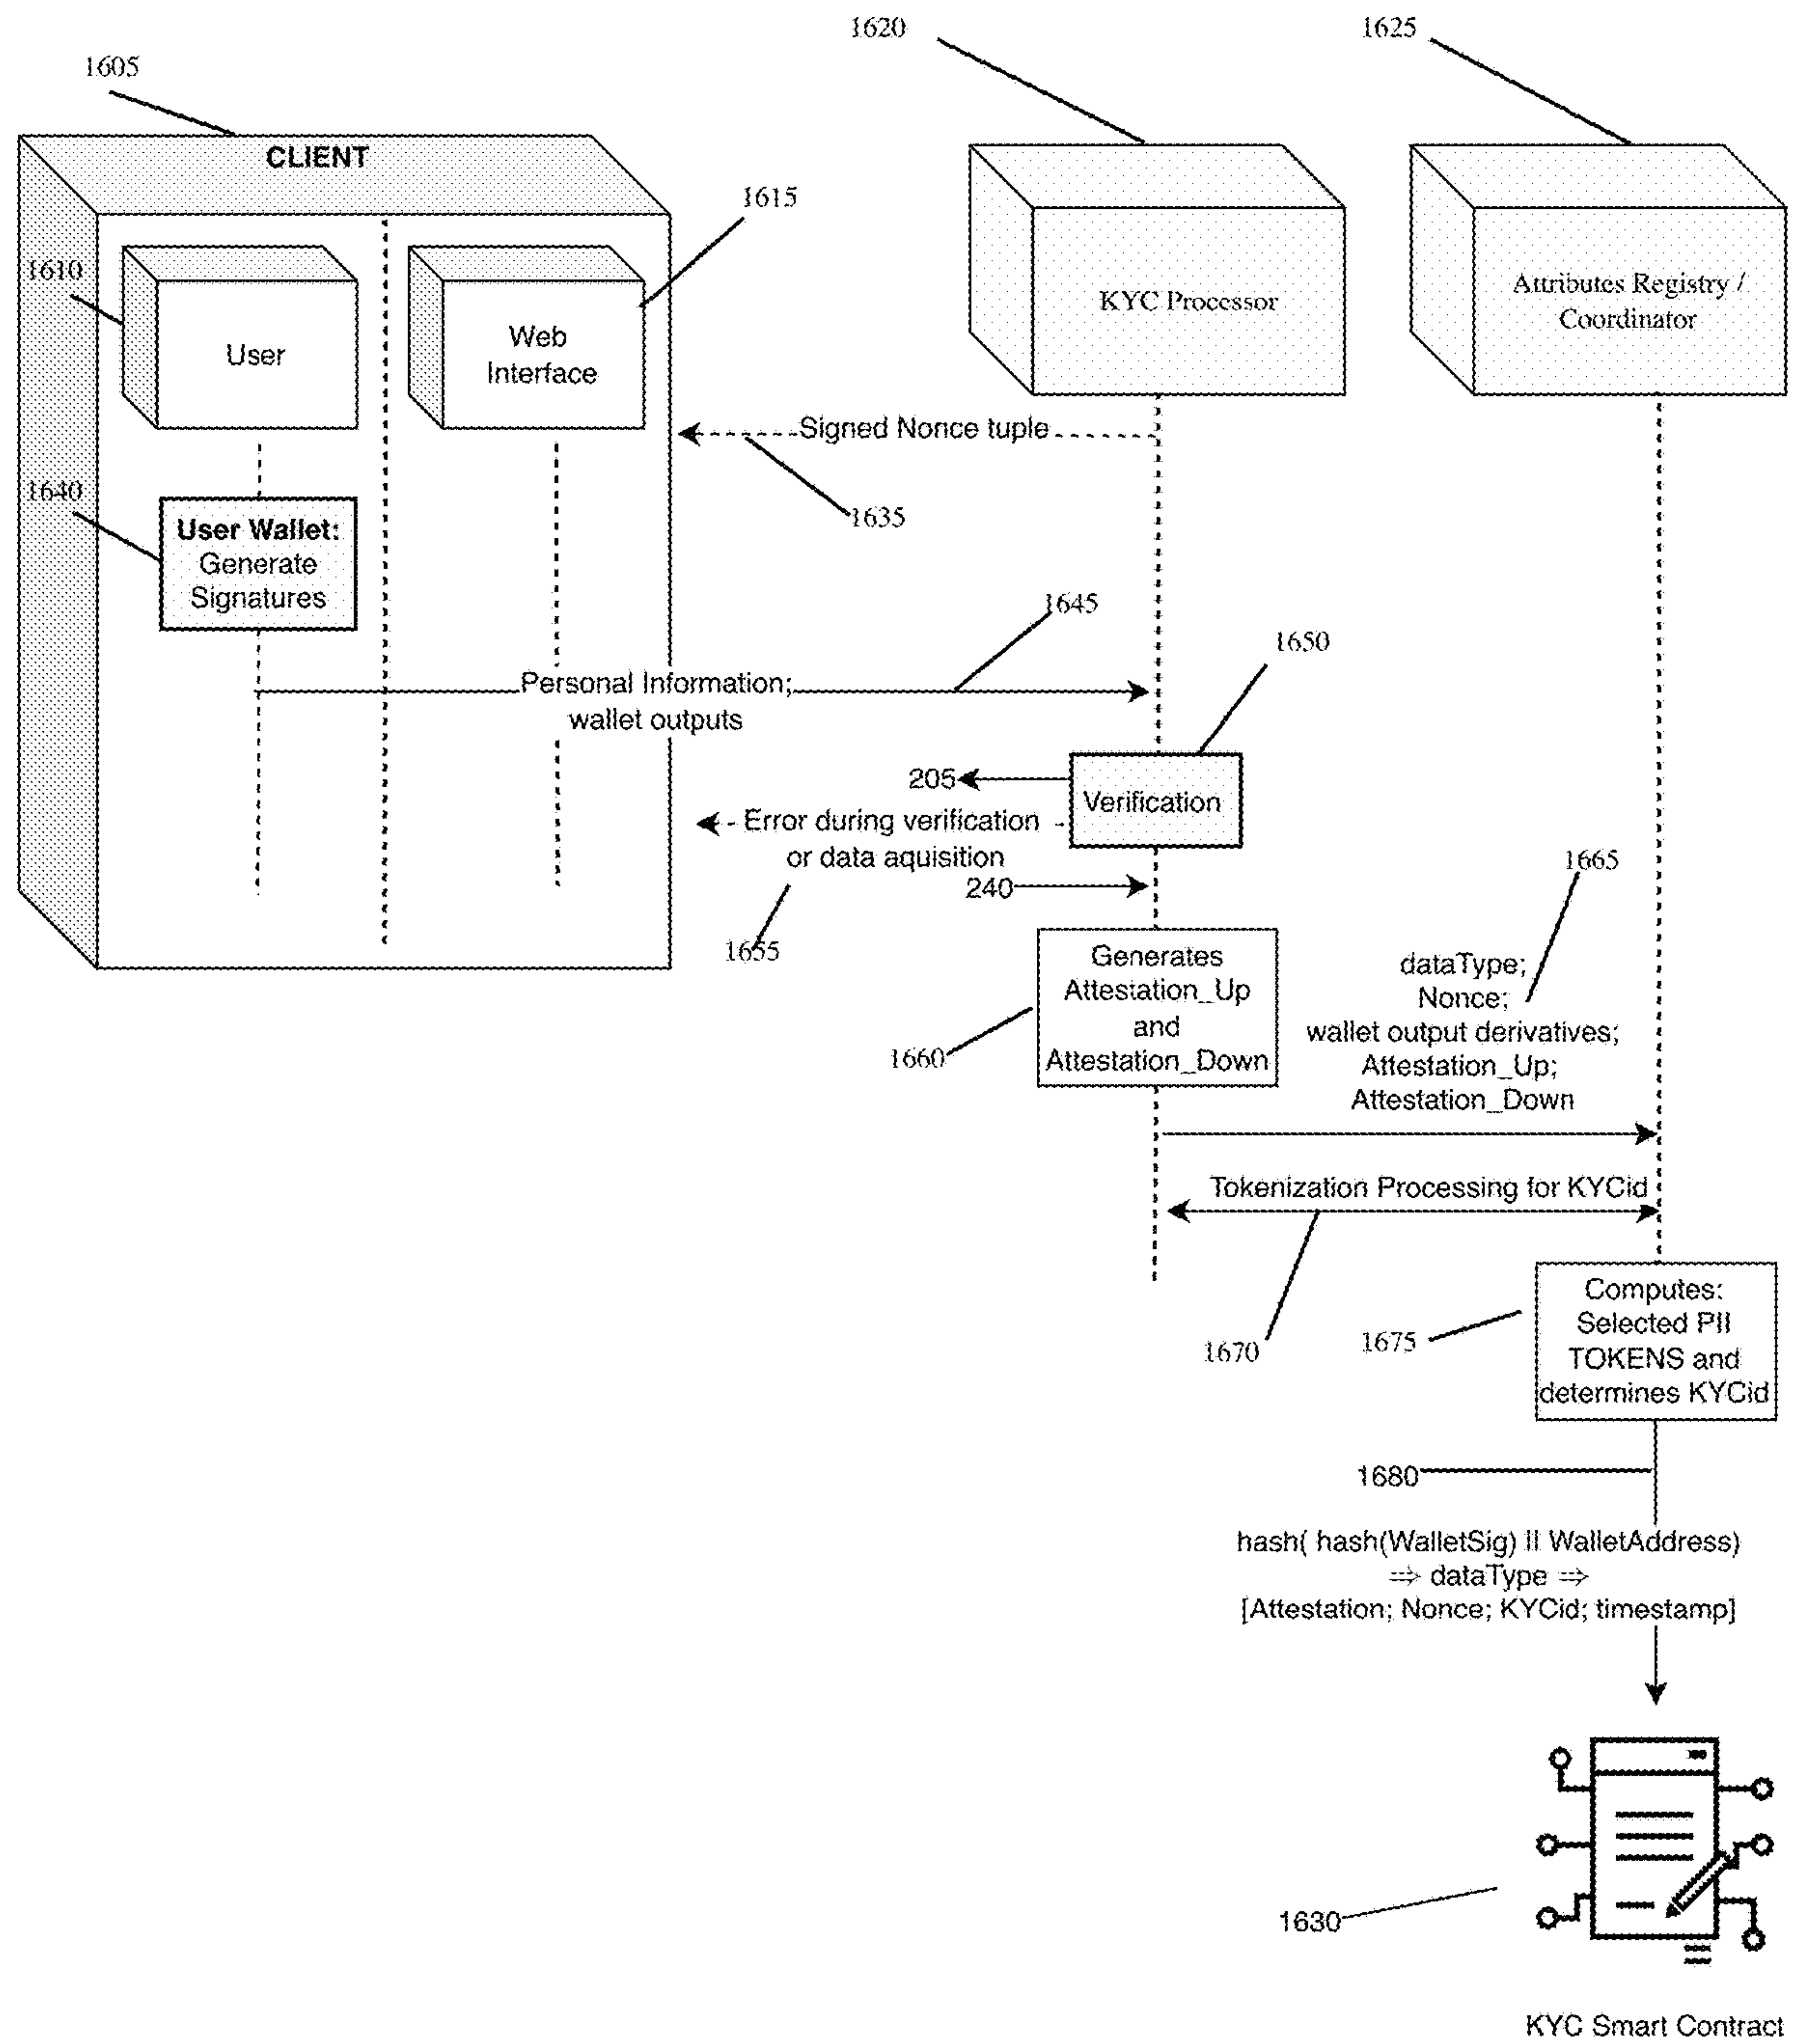 1620
1625
1605
CLIENT
1615
1610
User
Web
Interface
KYC Processor
Attributes Registry /
Coordinator
Signed Nonce tuple
1640
1635
User Wallet:
Generate
Signatures
1645
1650
Personal Information;
wallet outputs
205
Verification
Error during verification
or data aquisition
240
1665
1655
Generates
Attestation_Up
and
Attestation_Down
1660
dataType;
Nonce;
wallet output derivatives;
Attestation_Up;
Attestation_Down
Tokenization Processing for KYCid
1670
1675
Computes:
Selected PII
TOKENS and
determines KYCid
1680
hash( hash(WalletSig) || WalletAddress)
⇒ dataType ⇒
[Attestation; Nonce; KYCid; timestamp]
1630
KYC Smart Contract